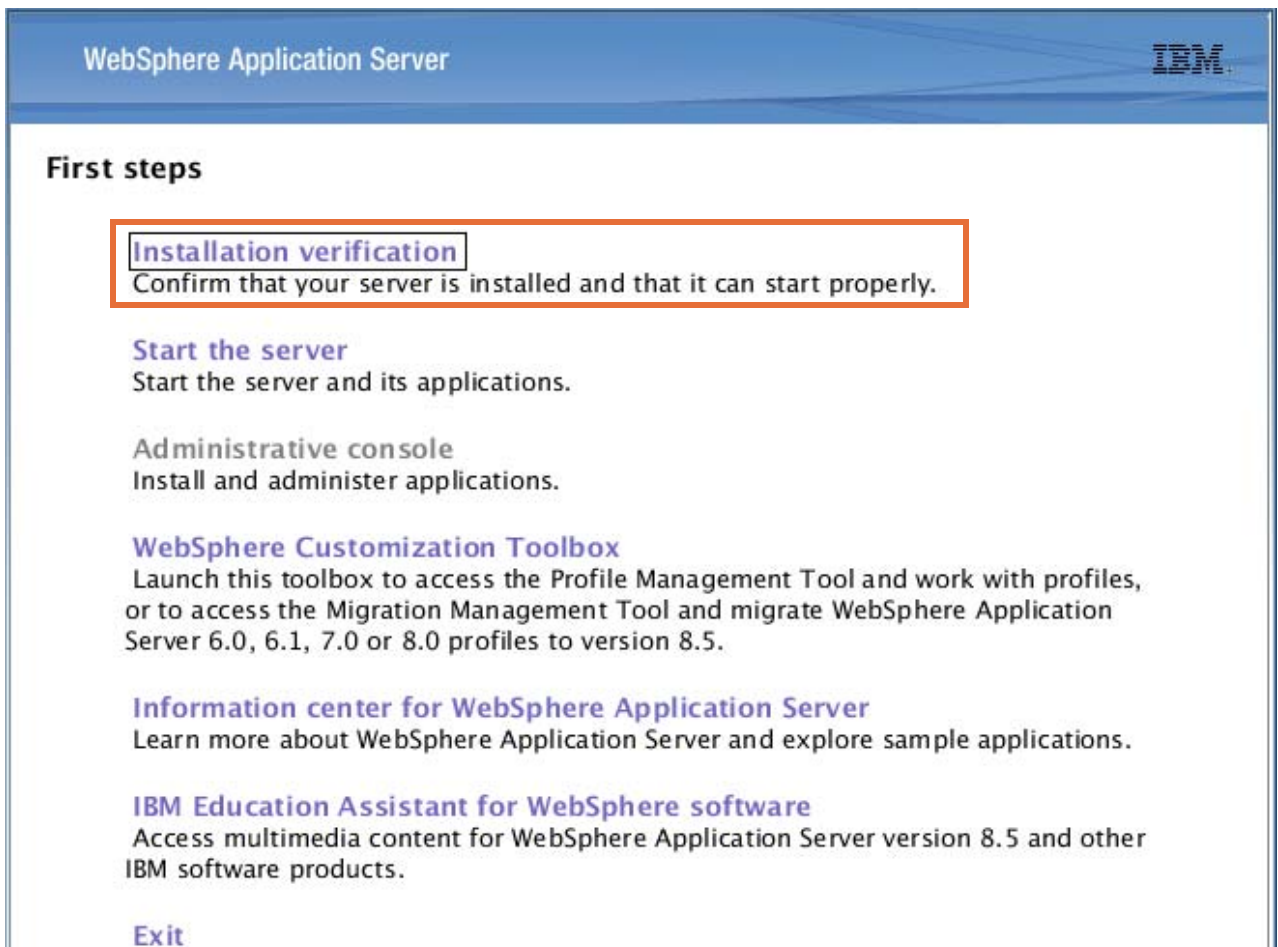 WebSphere Application Server
IBM.
First steps
Installation verification
Confirm that your server is installed and that it can start properly.
Start the server
Start the server and its applications.
Administrative console
Install and administer applications.
WebSphere Customization Toolbox
Launch this toolbox to access the Profile Management Tool and work with profiles,
or to access the Migration Management Tool and migrate WebSphere Application
Server 6.0, 6.1, 7.0 or 8.0 profiles to version 8.5.
Information center for WebSphere Application Server
Learn more about WebSphere Application Server and explore sample applications.
IBM Education Assistant for WebSphere software
Access multimedia content for WebSphere Application Server version 8.5 and other
IBM software products.
Exit